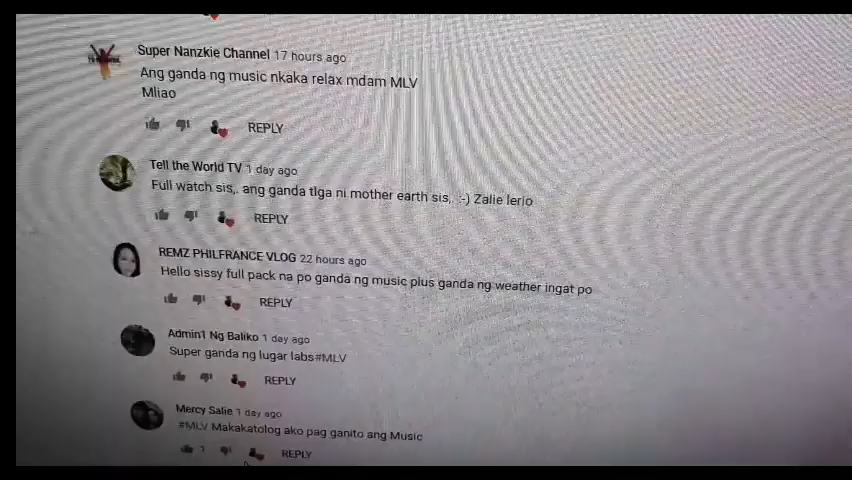 Super Nanzkie Channel 17 hours ago
Ang ganda ng music nkaka relax mdam MLV
Mliao
REPLY
Tell the World TV 1 day ago
Full watch sis,. ang ganda tlga ni mother earth sis,. :-) Zalie lerio
REPLY
REMZ PHILFRANCE VLOG 22 hours ago
Hello sissy full pack na po ganda ng music plus ganda ng weather ingat po
REPLY
Admin1 Ng Baliko 1 day ago
Super ganda ng lugar labs#MLV
REPLY
Mercy Salie 1 day ago
#MLV Makakatolog ako pag ganito ang Music
1 REPLY